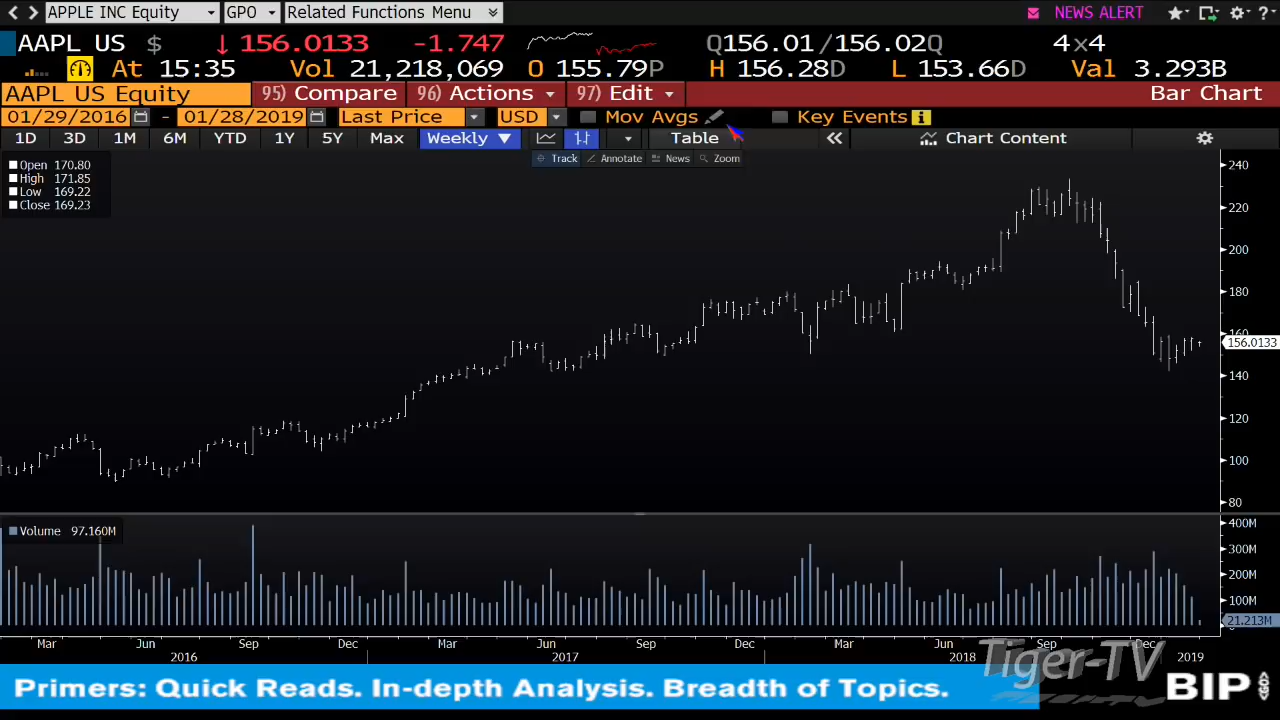 APPLE INC Equity GPO Related Functions Menu NEWS ALERT ?
AAPL US $ ↓ 156.0133 -1.747 Q156.01/156.02Q 4×4
At 15:35 Vol 21,218,069 O 155.79P H 156.28D L 153.66D Val 3.293B
AAPL US Equity 95) Compare 96) Actions 97) Edit Bar Chart
01/29/2016 - 01/28/2019 Last Price USD Mov Avgs Key Events i
1D 3D 1M 6M YTD 1Y 5Y Max Weekly ▼ Table « Chart Content
Track Annotate News Zoom
Open 170.80
High 171.85
Low 169.22
Close 169.23
240
220
200
180
160
156.0133
140
120
100
80
Volume 97.160M
400M
300M
200M
100M
21.213M
Mar Jun Sep Dec Mar Jun Sep Dec Mar Jun Sep Dec
2016 2017 2018 2019
Tiger-TV
Primers: Quick Reads. In-depth Analysis. Breadth of Topics. BIP GO